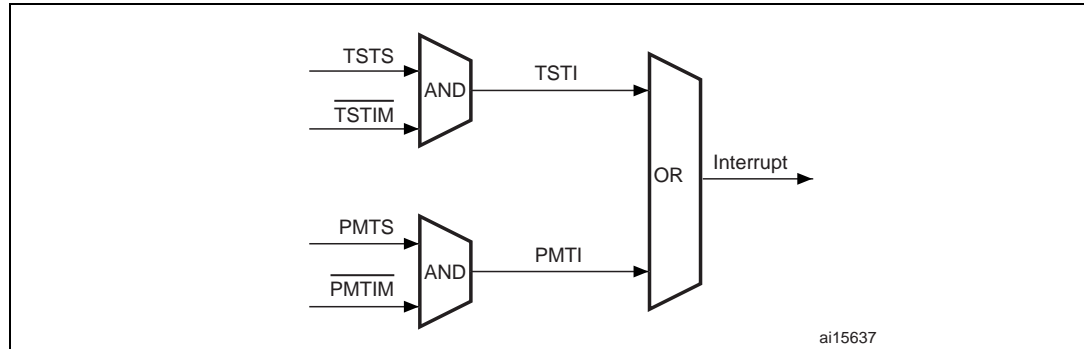 TSTS
AND
TSTI
TSTIM
Interrupt
OR
PMTS
AND
PMTI
PMTIM
ai15637